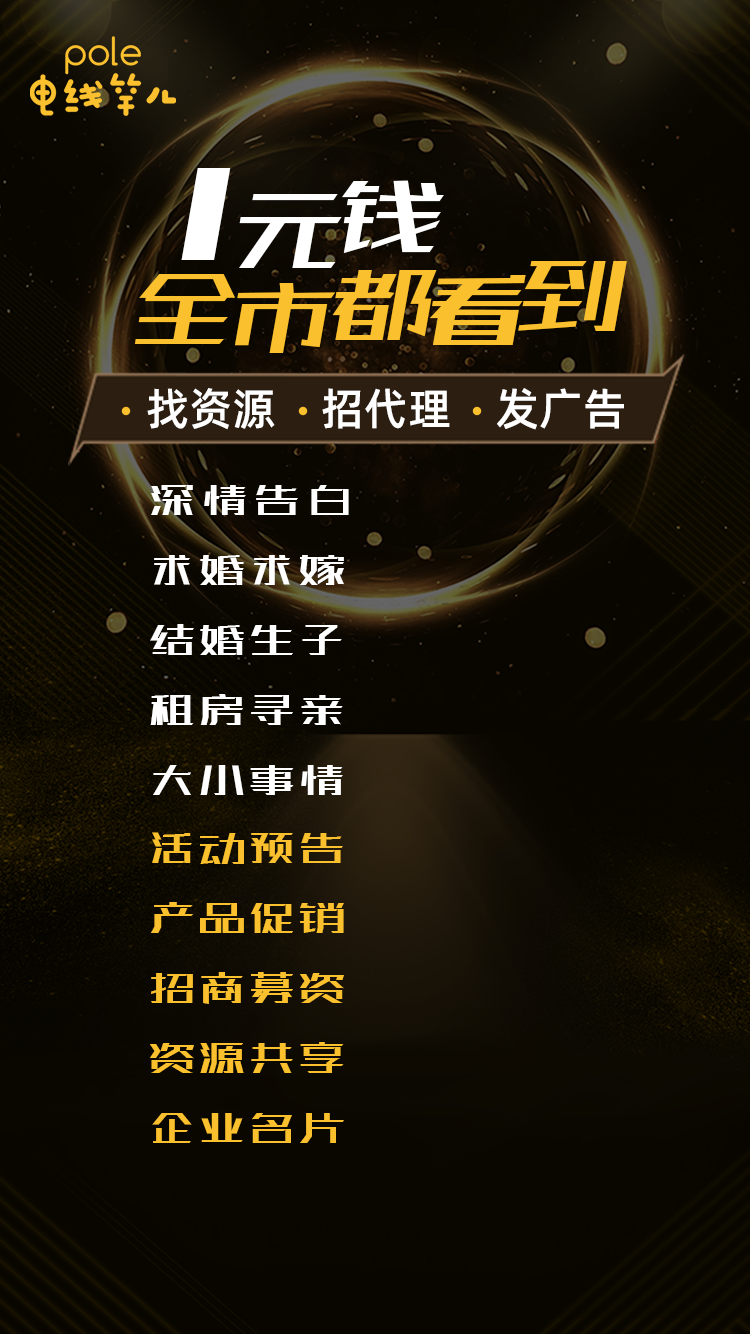 pole
电线竿儿
1元钱
全市都看到
·找资源 ·招代理 ·发广告
深情告白
求婚求嫁
结婚生子
租房寻亲
大小事情
活动预告
产品促销
招商募资
资源共享
企业名片